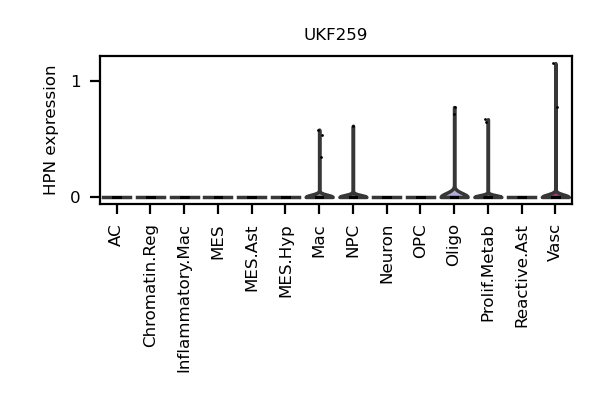 UKF259
HPN expression
1
0
AC
Chromatin.Reg
Inflammatory.Mac
MES
MES.Ast
MES.Hyp
Mac
NPC
Neuron
OPC
Oligo
Prolif.Metab
Reactive.Ast
Vasc